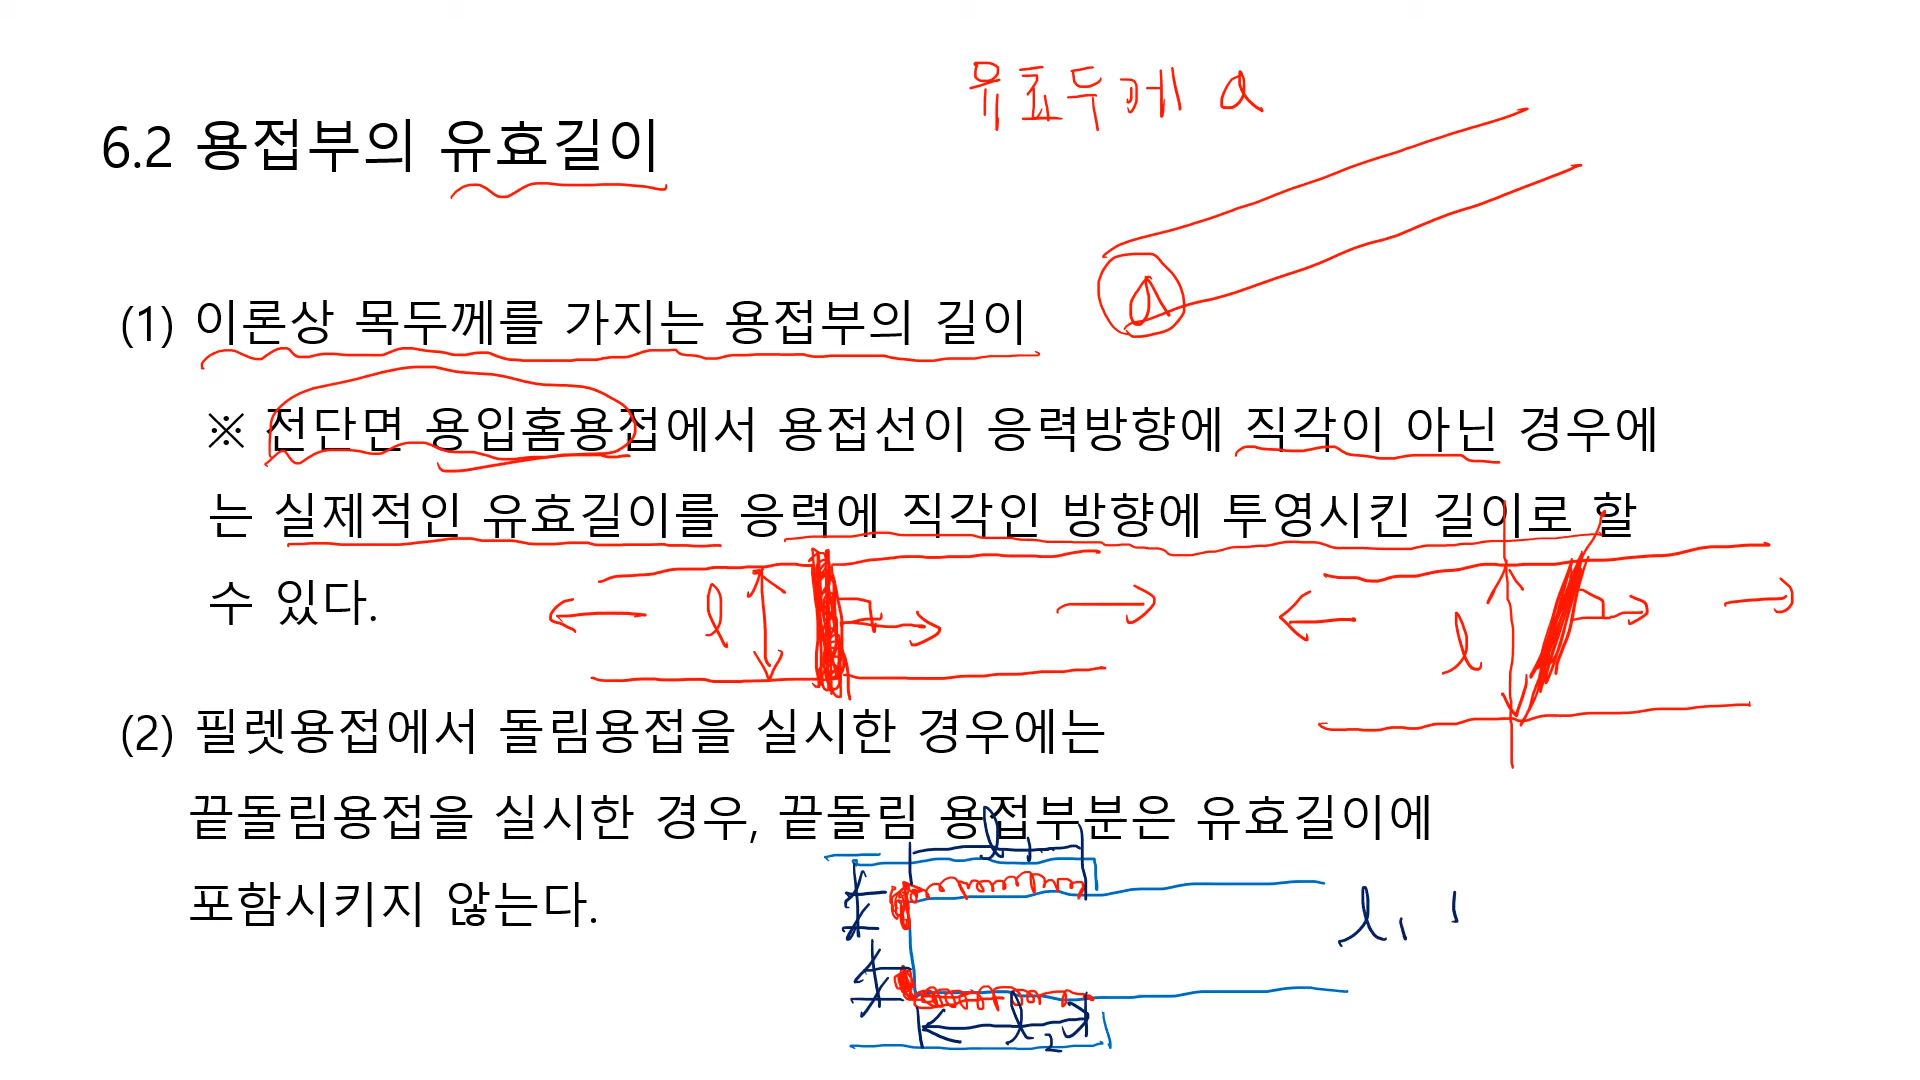 유효두께 a
6.2 용접부의 유효길이
a
(1) 이론상 목두께를 가지는 용접부의 길이
※ 전단면 용입홈용접에서 용접선이 응력방향에 직각이 아닌 경우에
는 실제적인 유효길이를 응력에 직각인 방향에 투영시킨 길이로 할
수 있다.
l
l
(2) 필렛용접에서 돌림용접을 실시한 경우에는
끝돌림용접을 실시한 경우, 끝돌림 용접부분은 유효길이에
l₁
포함시키지 않는다.
l₁
l₂